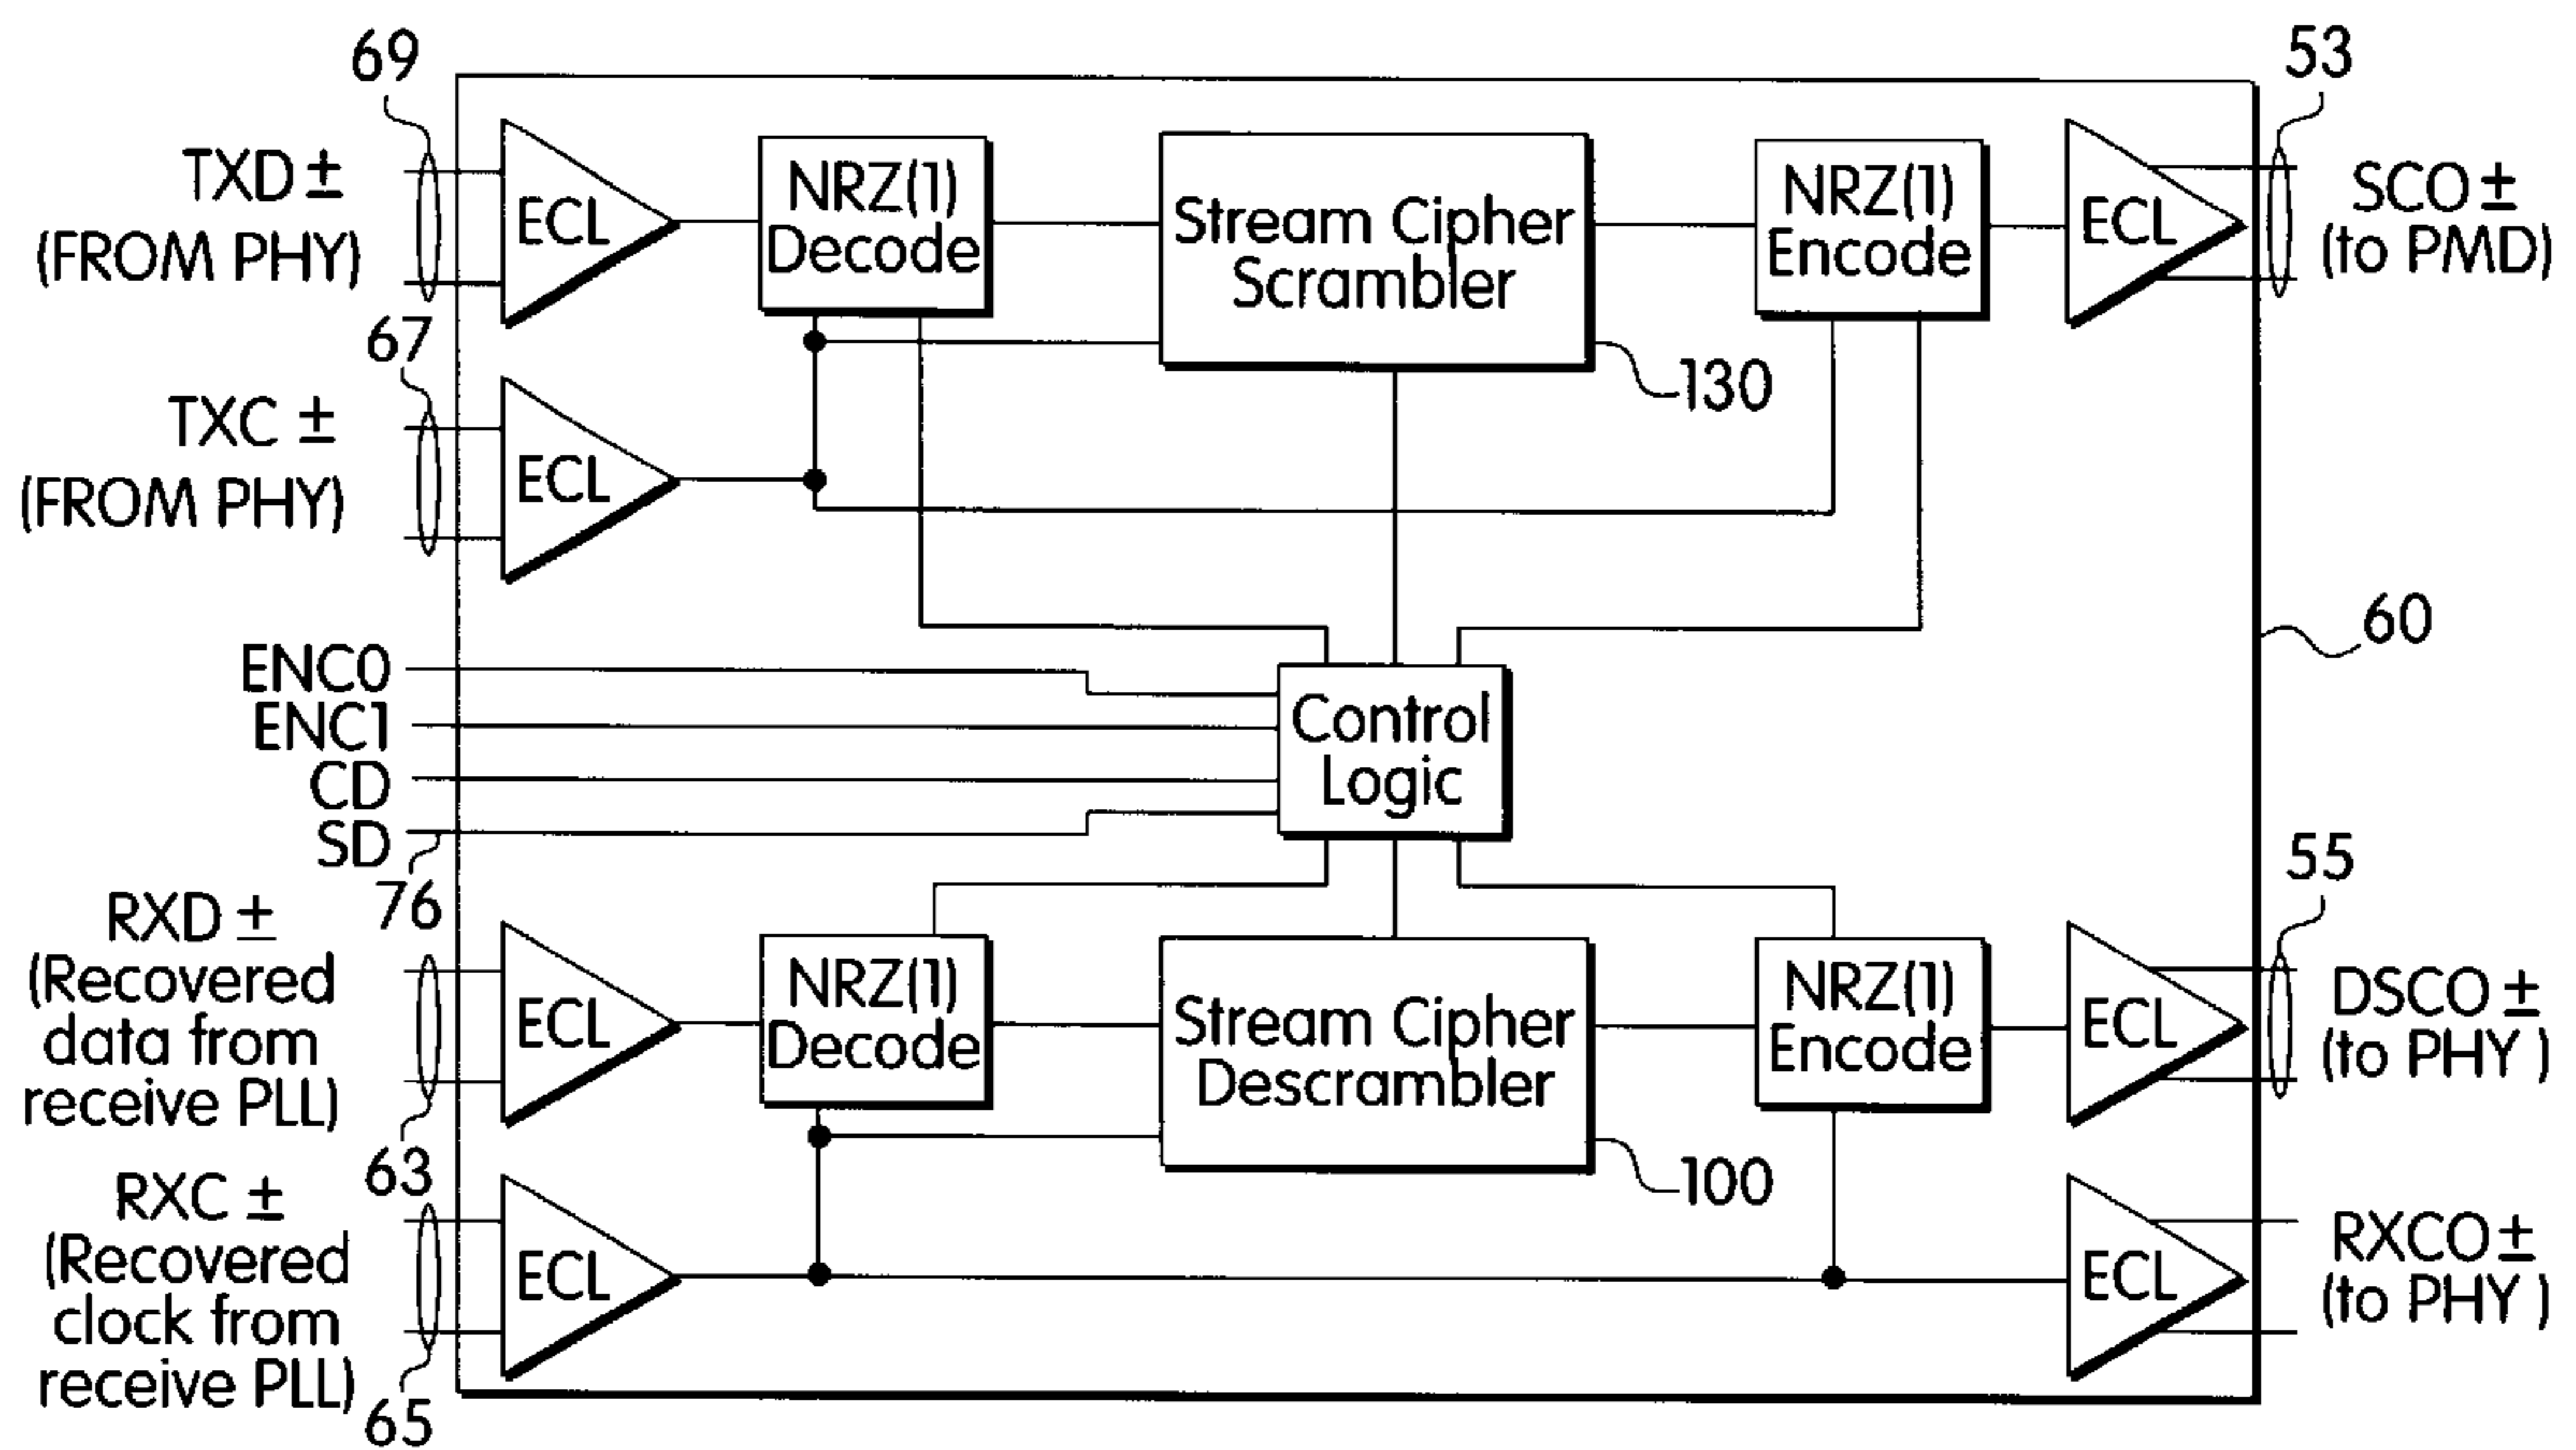 69
53
TXD ±
(FROM PHY)
ECL
NRZ(1)
Decode
Stream Cipher
Scrambler
NRZ(1)
Encode
ECL
SCO ±
(to PMD)
67
130
TXC ±
(FROM PHY)
ECL
60
ENC0
ENC1
CD
SD
Control
Logic
76
55
RXD ±
(Recovered
data from
receive PLL)
ECL
NRZ(1)
Decode
Stream Cipher
Descrambler
NRZ(1)
Encode
ECL
DSCO ±
(to PHY )
63
100
RXC ±
(Recovered
clock from
receive PLL)
ECL
ECL
RXCO ±
(to PHY )
65